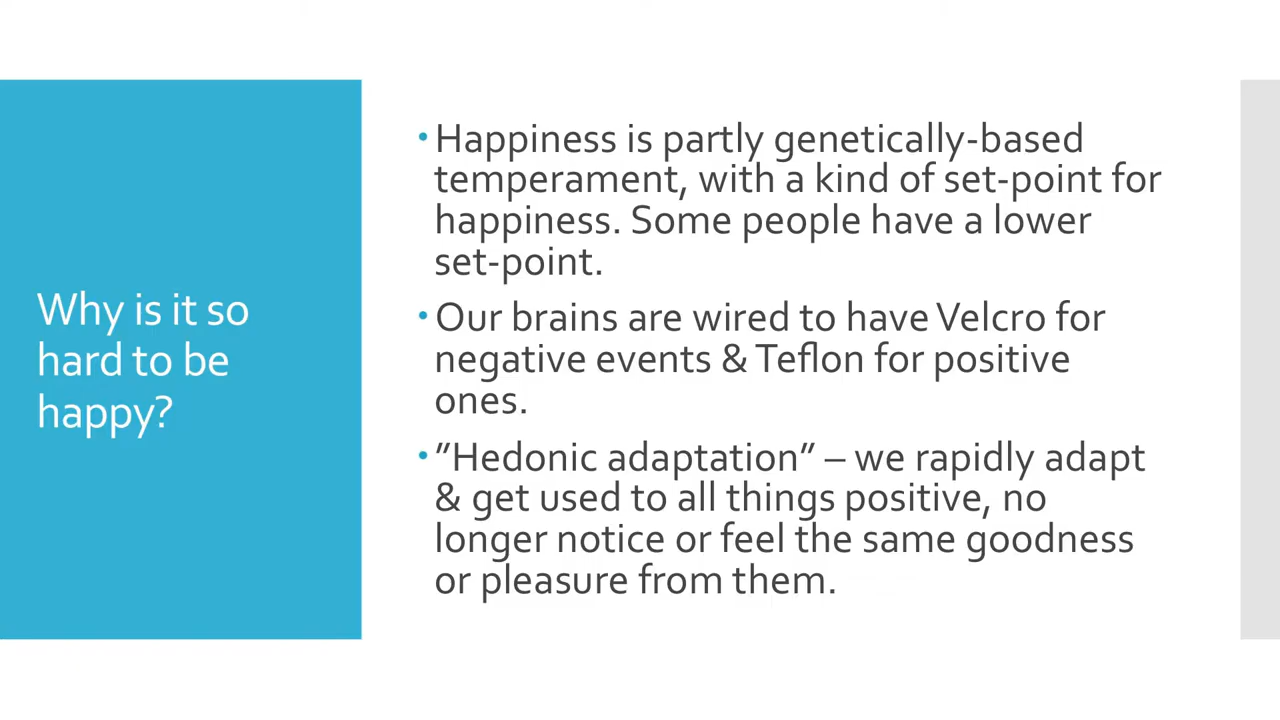 Why is it so
hard to be
happy?
•Happiness is partly genetically-based
temperament, with a kind of set-point for
happiness. Some people have a lower
set-point.
•Our brains are wired to have Velcro for
negative events & Teflon for positive
ones.
•”Hedonic adaptation” – we rapidly adapt
& get used to all things positive, no
longer notice or feel the same goodness
or pleasure from them.